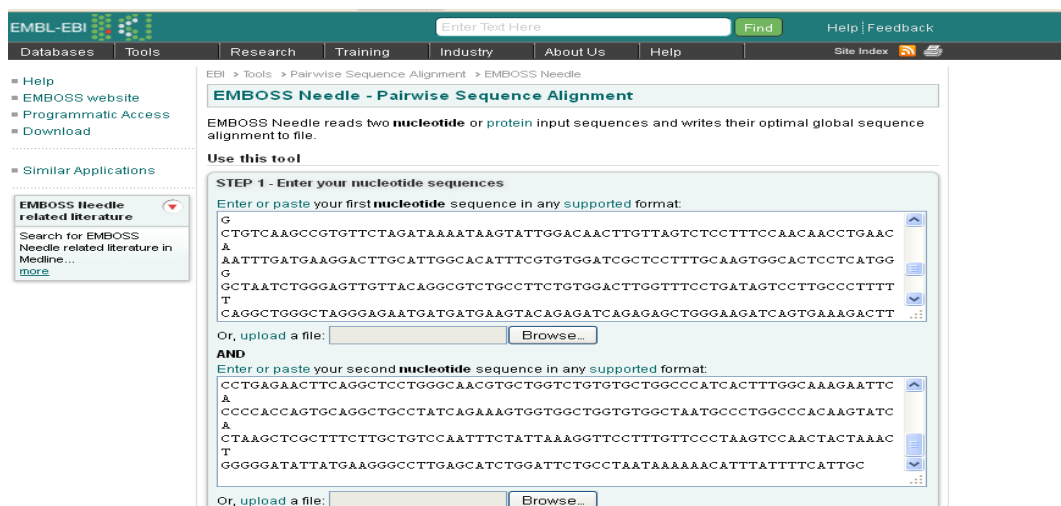 EMBL-EBI
Enter Text Here
Find
Help Feedback
Databases Tools Research Training Industry About Us Help Site Index
Help
EMBOSS website
Programmatic Access
Download
Similar Applications
EMBOSS Needle
related literature
Search for EMBOSS
Needle related literature in
Medline...
more
EBI > Tools > Pairwise Sequence Alignment > EMBOSS Needle
EMBOSS Needle - Pairwise Sequence Alignment
EMBOSS Needle reads two nucleotide or protein input sequences and writes their optimal global sequence
alignment to file.
Use this tool
STEP 1 - Enter your nucleotide sequences
Enter or paste your first nucleotide sequence in any supported format:
G
CTGTCAAGCCGTGTTCTAGATAAAATAAGTATTGGACAACTTGTTAGTCTCCTTTCCAACAACCTGAAC
A
AATTTGATGAAGGACTTGCATTGGCACATTTCGTGTGGATCGCTCCTTTGCAAGTGGCACTCCTCATGG
G
GCTAATCTGGGAGTTGTTACAGGCGTCTGCCTTCTGTGGACTTGGTTTCCTGATAGTCCTTGCCCTTTT
T
CAGGCTGGGCTAGGGAGAATGATGATGAAGTACAGAGATCAGAGAGCTGGGAAGATCAGTGAAAGACTT
Or, upload a file: Browse...
AND
Enter or paste your second nucleotide sequence in any supported format:
CCTGAGAACTTCAGGCTCCTGGGCAACGTGCTGGTCTGTGTGCTGGCCCATCACTTTGGCAAAGAATTC
A
CCCCACCAGTGCAGGCTGCCTATCAGAAAGTGGTGGCTGGTGTGGCTAATGCCCTGGCCCACAAGTATC
A
CTAAGCTCGCTTTCTTGCTGTCCAATTTCTATTAAAGGTTCCTTTGTTCCCTAAGTCCAACTACTAAAC
T
GGGGGATATTATGAAGGGCCTTGAGCATCTGGATTCTGCCTAATAAAAAACATTTATTTTCATTGC
Or, upload a file: Browse...